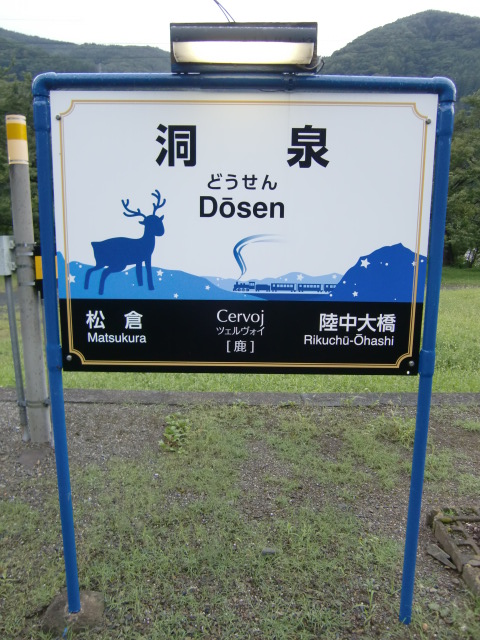 洞泉
どうせん
Dōsen
松倉
Matsukura
Cervoj
ツェルヴォイ
[鹿]
陸中大橋
Rikuchū-Ōhashi